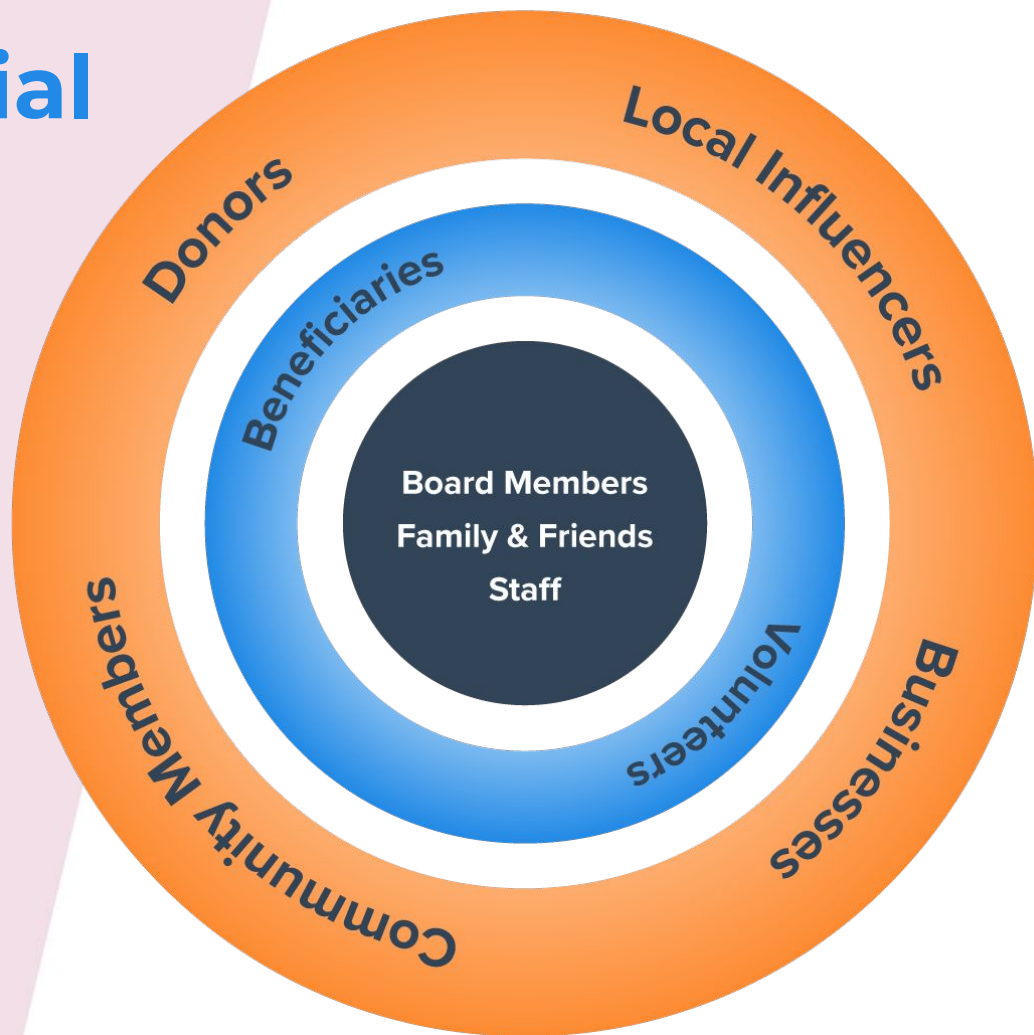 ial
Donors
Local Influencers
Beneficiaries
Board Members
Family & Friends
Staff
Volunteers
Businesses
Community Members